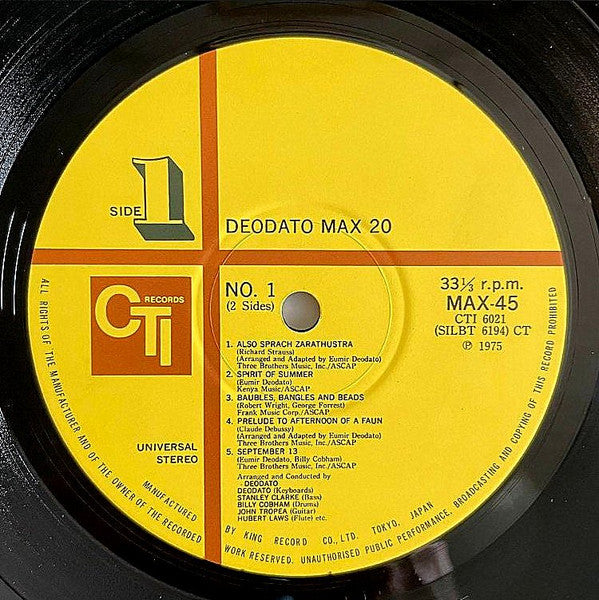 SIDE 1
DEODATO MAX 20
CTI RECORDS
NO. 1
(2 Sides)
33⅓ r.p.m.
MAX-45
CTI 6021
(SILBT 6194) CT
℗ 1975
1. ALSO SPRACH ZARATHUSTRA
(Richard Strauss)
(Arranged and Adapted by Eumir Deodato)
Three Brothers Music, Inc./ASCAP
2. SPIRIT OF SUMMER
(Eumir Deodato)
Kenya Music/ASCAP
3. BAUBLES, BANGLES AND BEADS
(Robert Wright, George Forrest)
Frank Music Corp./ASCAP
4. PRELUDE TO AFTERNOON OF A FAUN
(Claude Debussy)
(Arranged and Adapted by Eumir Deodato)
Three Brothers Music, Inc./ASCAP
5. SEPTEMBER 13
(Eumir Deodato, Billy Cobham)
Three Brothers Music, Inc./ASCAP
Arranged and Conducted by
DEODATO
DEODATO (Keyboards)
STANLEY CLARKE (Bass)
BILLY COBHAM (Drums)
JOHN TROPEA (Guitar)
HUBERT LAWS (Flute) etc.
UNIVERSAL
STEREO
MANUFACTURED BY KING RECORD CO., LTD. TOKYO, JAPAN
ALL RIGHTS OF THE MANUFACTURER AND OF THE OWNER OF THE RECORDED WORK RESERVED. UNAUTHORISED PUBLIC PERFORMANCE, BROADCASTING AND COPYING OF THIS RECORD PROHIBITED